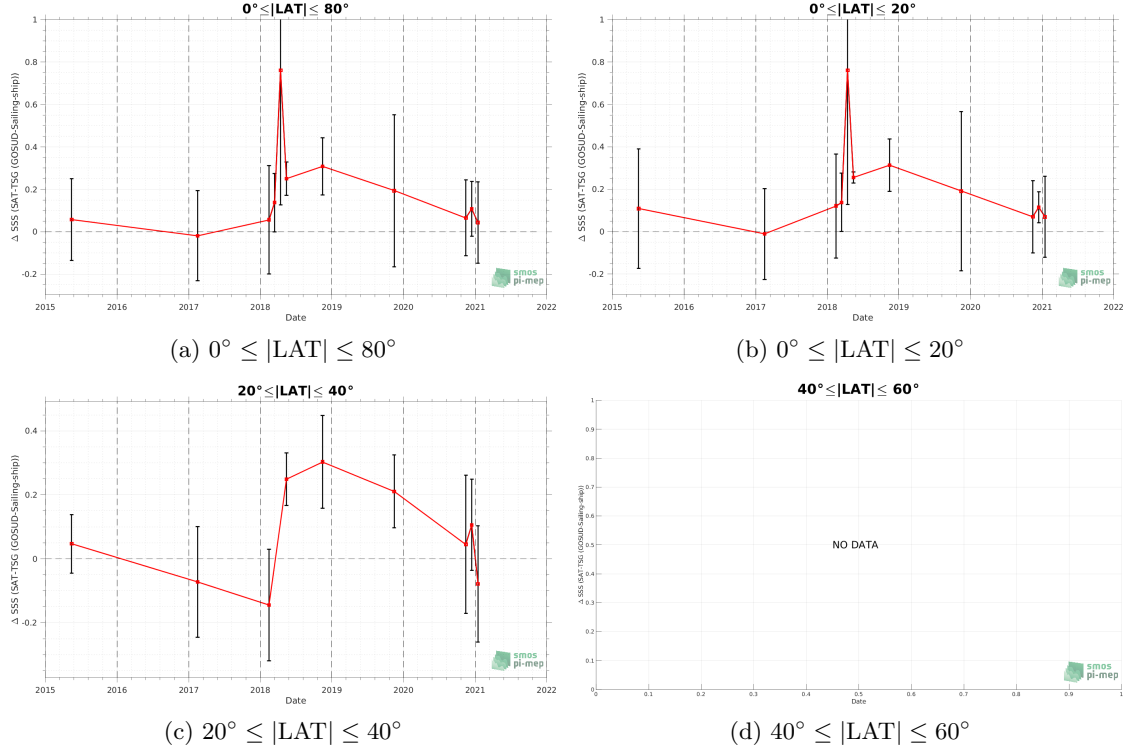 0°≤|LAT|≤ 80°
Δ SSS (SAT-TSG (GOSUD-Sailing-ship))
1
0.8
0.6
0.4
0.2
0
-0.2
2015 2016 2017 2018 2019 2020 2021 2022
Date
smos
pi-mep
(a) 0° ≤ |LAT| ≤ 80°
0°≤|LAT|≤ 20°
Δ SSS (SAT-TSG (GOSUD-Sailing-ship))
1
0.8
0.6
0.4
0.2
0
-0.2
2015 2016 2017 2018 2019 2020 2021 2022
Date
smos
pi-mep
(b) 0° ≤ |LAT| ≤ 20°
20°≤|LAT|≤ 40°
Δ SSS (SAT-TSG (GOSUD-Sailing-ship))
0.4
0.2
0
-0.2
2015 2016 2017 2018 2019 2020 2021 2022
Date
smos
pi-mep
(c) 20° ≤ |LAT| ≤ 40°
40°≤|LAT|≤ 60°
Δ SSS (SAT-TSG (GOSUD-Sailing-ship))
1
0.9
0.8
0.7
0.6
0.5
0.4
0.3
0.2
0.1
0
NO DATA
0 0.1 0.2 0.3 0.4 0.5 0.6 0.7 0.8 0.9 1
Date
smos
pi-mep
(d) 40° ≤ |LAT| ≤ 60°